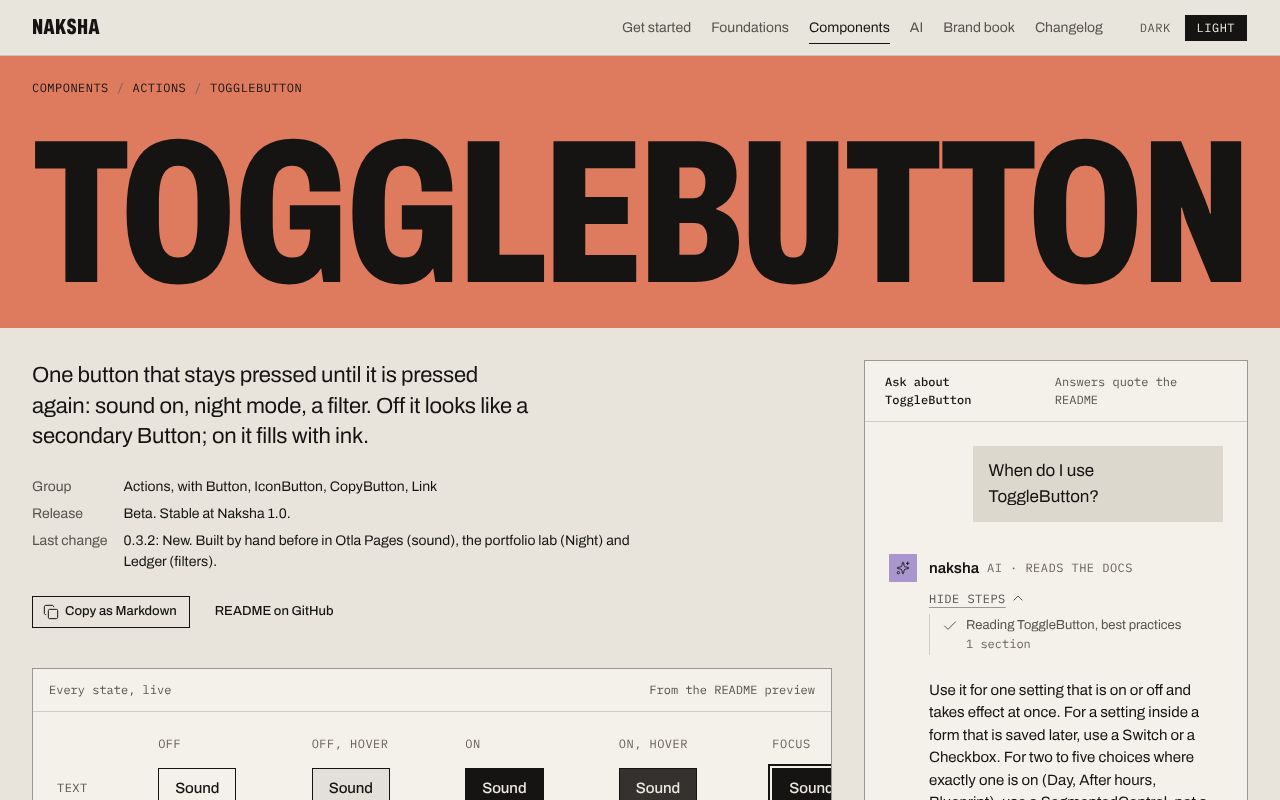 NAKSHA
Get started
Foundations
Components
AI
Brand book
Changelog
DARK
LIGHT
COMPONENTS / ACTIONS / TOGGLEBUTTON
TOGGLEBUTTON
One button that stays pressed until it is pressed
again: sound on, night mode, a filter. Off it looks like a
secondary Button; on it fills with ink.
Group Actions, with Button, IconButton, CopyButton, Link
Release Beta. Stable at Naksha 1.0.
Last change 0.3.2: New. Built by hand before in Otla Pages (sound), the portfolio lab (Night) and
Ledger (filters).
Copy as Markdown
README on GitHub
Every state, live
From the README preview
OFF
OFF, HOVER
ON
ON, HOVER
FOCUS
TEXT
Sound
Sound
Sound
Sound
Sound
Ask about
ToggleButton
Answers quote the
README
When do I use
ToggleButton?
naksha AI · READS THE DOCS
HIDE STEPS
Reading ToggleButton, best practices
1 section
Use it for one setting that is on or off and
takes effect at once. For a setting inside a
form that is saved later, use a Switch or a
Checkbox. For two to five choices where
exactly one is on (Day, After hours,
Blueprint), use a SegmentedControl, not a